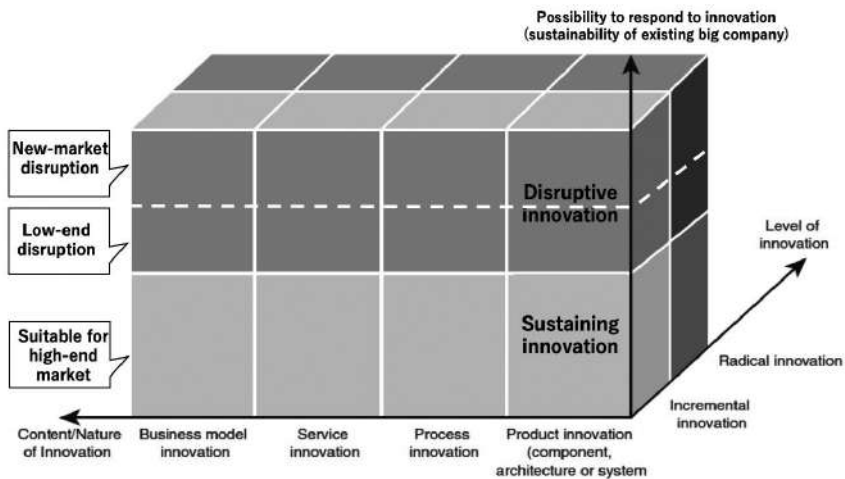 Possibility to respond to innovation
(sustainability of existing big company)
New-market
disruption
Low-end
disruption
Suitable for
high-end
market
Disruptive
innovation
Sustaining
innovation
Level of
innovation
Radical innovation
Incremental
innovation
Content/Nature
of Innovation
Business model
innovation
Service
innovation
Process
innovation
Product innovation
(component,
architecture or system